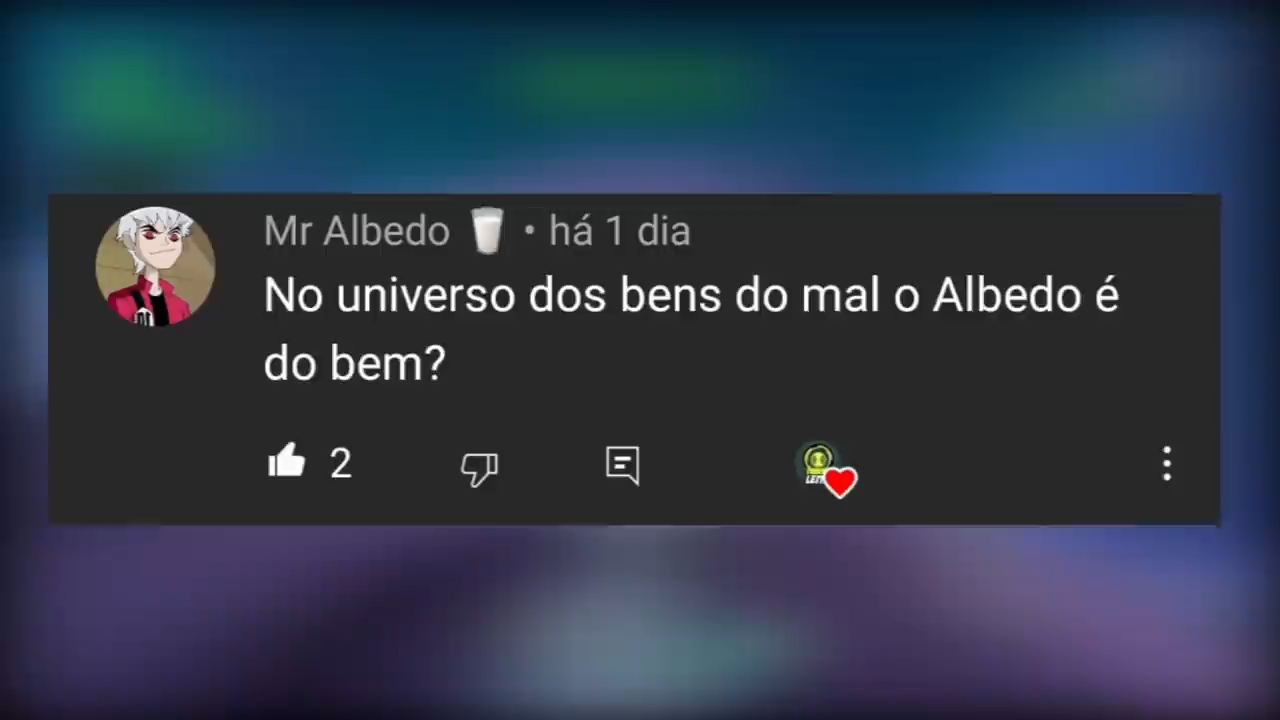 Mr Albedo 🥛 • há 1 dia
No universo dos bens do mal o Albedo é
do bem?
2